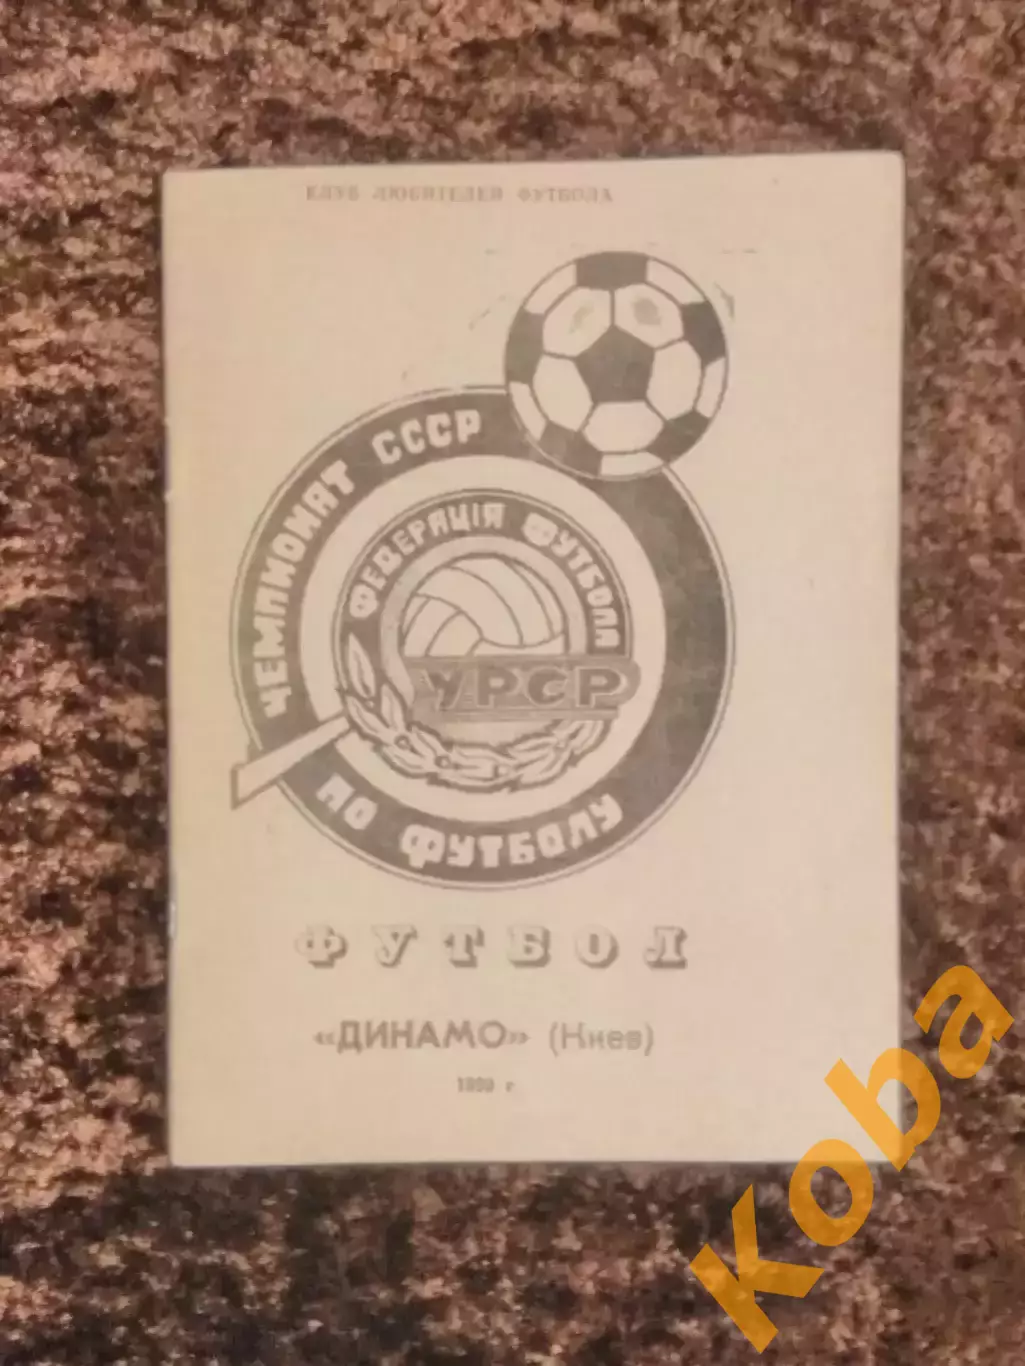 КЛУБ ЛЮБИТЕЛЕЙ ФУТБОЛА
ЧЕМПИОНАТ СССР
ФЕДЕРАЦІЯ ФУТБОЛА
УРСР
ПО ФУТБОЛУ
ФУТБОЛ
«ДИНАМО» (Киев)
Koba